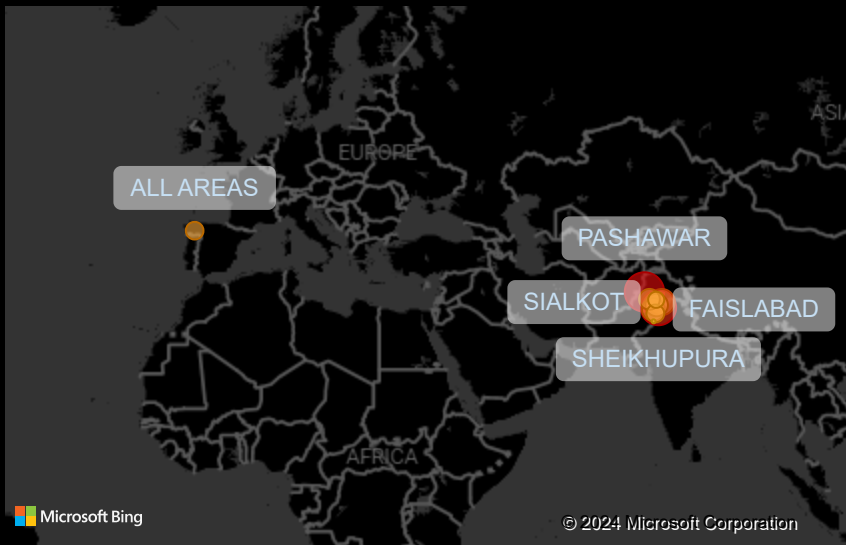 ASIA
EUROPE
ALL AREAS
PASHAWAR
SIALKOT
FAISLABAD
SHEIKHUPURA
AFRICA
Microsoft Bing
© 2024 Microsoft Corporation